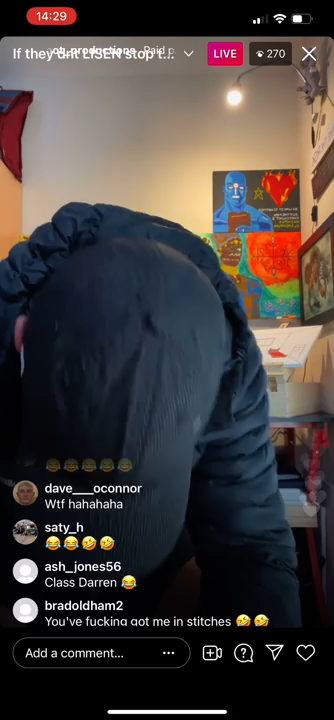 14:29
If they dnt LISEN stop t...
LIVE
270
😂😂😂😂😂
dave___oconnor
Wtf hahahaha
saty_h
😂😂🤣🤣
ash_jones56
Class Darren 😂
bradoldham2
You've fucking got me in stitches 🤣🤣
Add a comment...